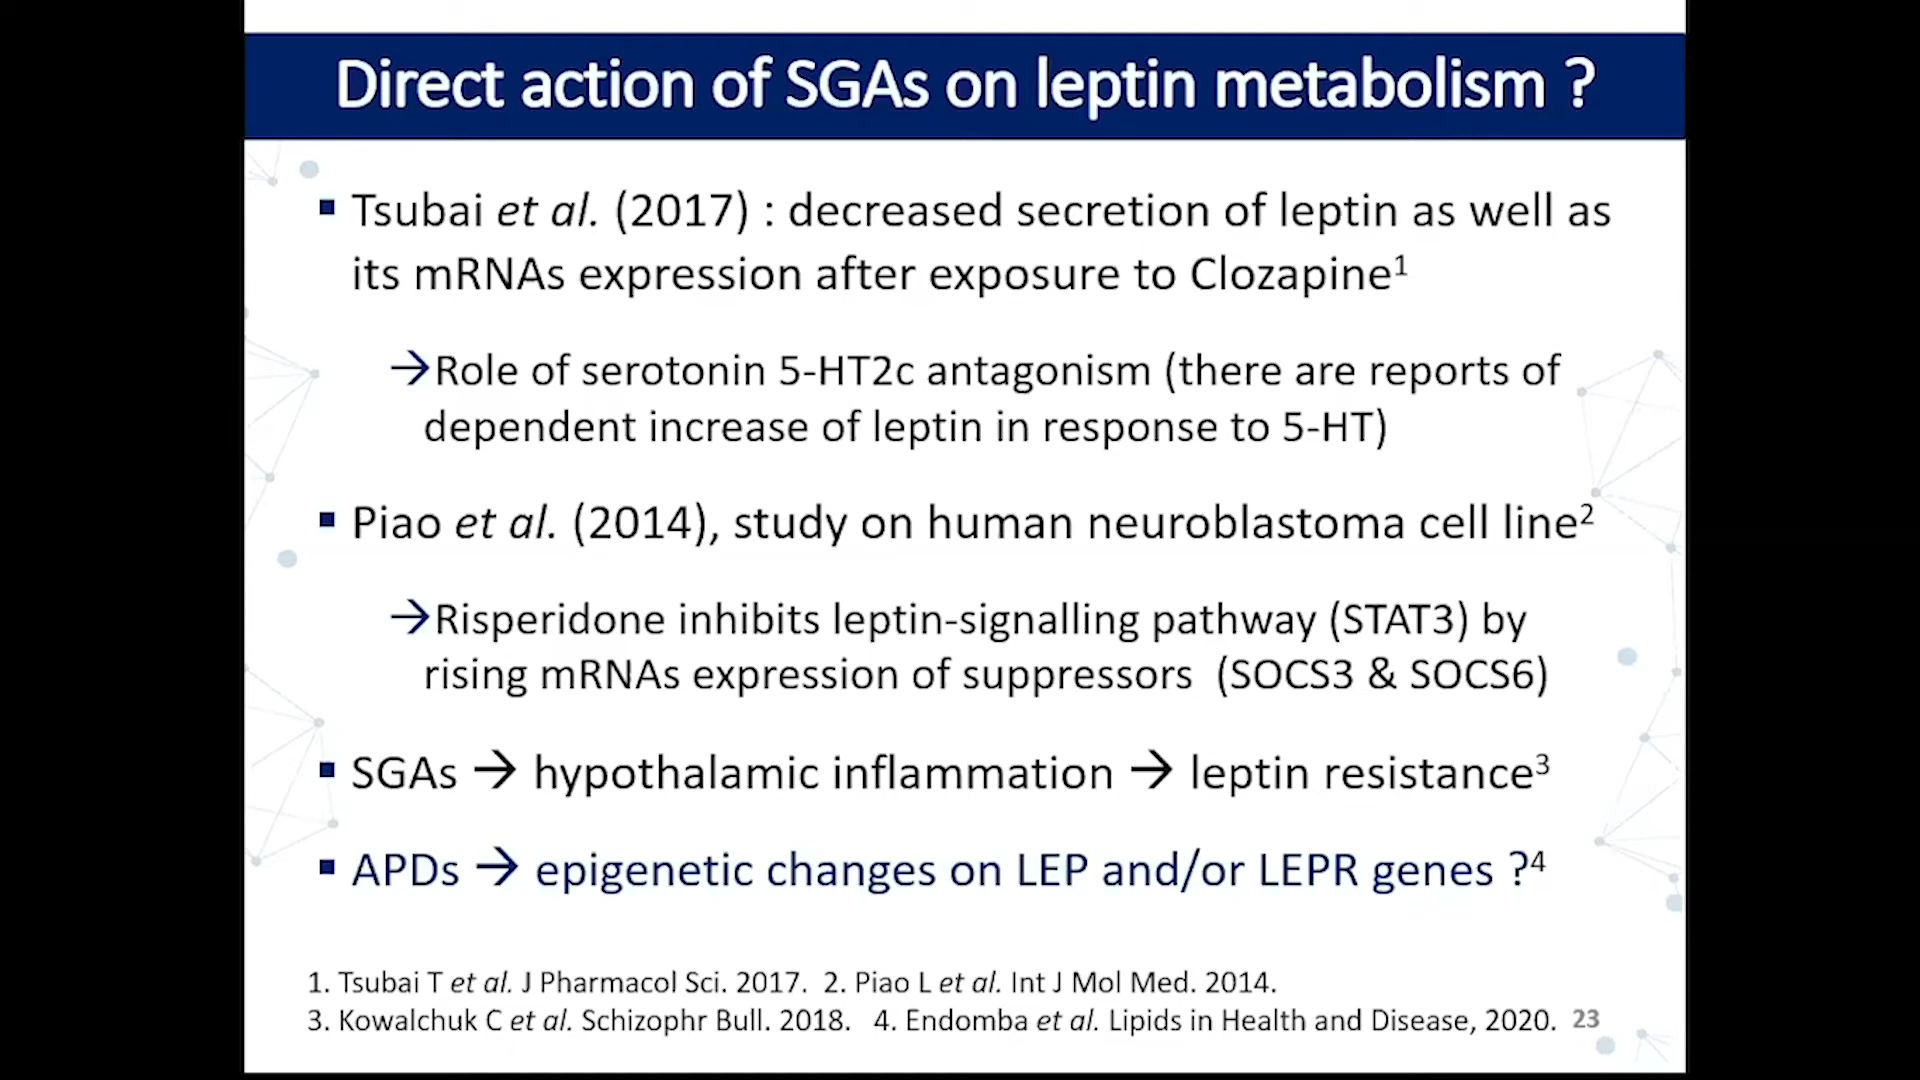 Direct action of SGAs on leptin metabolism ?
▪ Tsubai et al. (2017) : decreased secretion of leptin as well as
its mRNAs expression after exposure to Clozapine¹
→Role of serotonin 5-HT2c antagonism (there are reports of
dependent increase of leptin in response to 5-HT)
▪ Piao et al. (2014), study on human neuroblastoma cell line²
→Risperidone inhibits leptin-signalling pathway (STAT3) by
rising mRNAs expression of suppressors (SOCS3 & SOCS6)
▪ SGAs → hypothalamic inflammation → leptin resistance³
▪ APDs → epigenetic changes on LEP and/or LEPR genes ?⁴
1. Tsubai T et al. J Pharmacol Sci. 2017. 2. Piao L et al. Int J Mol Med. 2014.
3. Kowalchuk C et al. Schizophr Bull. 2018. 4. Endomba et al. Lipids in Health and Disease, 2020. 23